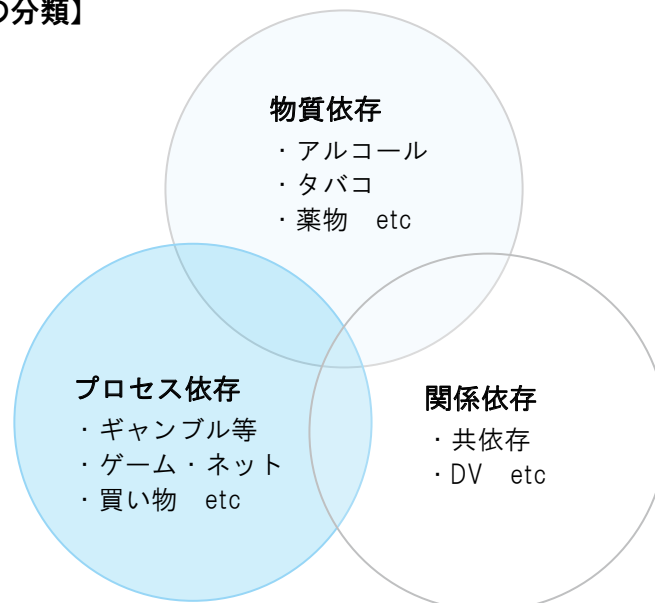 の分類】
物質依存
・アルコール
・タバコ
・薬物　etc
プロセス依存
・ギャンブル等
・ゲーム・ネット
・買い物　etc
関係依存
・共依存
・DV　etc